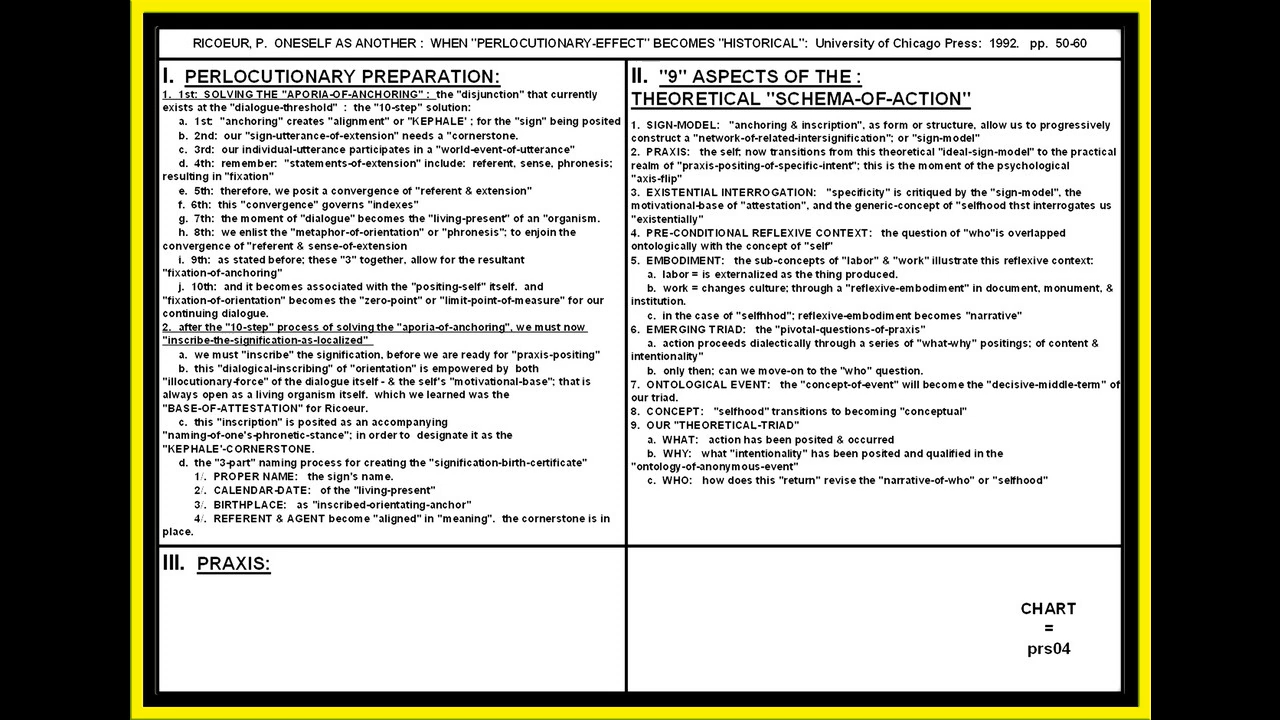 RICOEUR, P.  ONESELF AS ANOTHER :  WHEN "PERLOCUTIONARY-EFFECT" BECOMES "HISTORICAL":  University of Chicago Press:  1992.   pp.  50-60
I.  PERLOCUTIONARY PREPARATION:
1.  1st:  SOLVING THE "APORIA-OF-ANCHORING" :  the "disjunction" that currently
exists at the "dialogue-threshold"  :  the "10-step" solution:
a.  1st:  "anchoring" creates "alignment" or "KEPHALE' ; for the "sign" being posited
b.  2nd:  our "sign-utterance-of-extension" needs a "cornerstone.
c.  3rd:  our individual-utterance participates in a "world-event-of-utterance"
d.  4th:  remember:  "statements-of-extension" include:  referent, sense, phronesis;
resulting in "fixation"
e.  5th:  therefore, we posit a convergence of "referent & extension"
f.  6th:  this "convergence" governs "indexes"
g.  7th:  the moment of "dialogue" becomes the "living-present" of an "organism.
h.  8th:  we enlist the "metaphor-of-orientation" or "phronesis"; to enjoin the
convergence of "referent & sense-of-extension
i.  9th:  as stated before; these "3" together, allow for the resultant
"fixation-of-anchoring"
j.  10th:  and it becomes associated with the "positing-self" itself.  and
"fixation-of-orientation" becomes the "zero-point" or "limit-point-of-measure" for our
continuing dialogue.
2.  after the "10-step" process of solving the "aporia-of-anchoring", we must now
"inscribe-the-signification-as-localized"
a.  we must "inscribe" the signification, before we are ready for "praxis-positing"
b.  this "dialogical-inscribing" of "orientation" is empowered by  both
"illocutionary-force" of the dialogue itself - & the self's "motivational-base"; that is
always open as a living organism itself.  which we learned was the
"BASE-OF-ATTESTATION" for Ricoeur.
c.  this "inscription" is posited as an accompanying
"naming-of-one's-phronetic-stance"; in order to  designate it as the
"KEPHALE'-CORNERSTONE.
d.  the "3-part" naming process for creating the "signification-birth-certificate"
1/.  PROPER NAME:   the sign's name.
2/.  CALENDAR-DATE:   of the "living-present"
3/.  BIRTHPLACE:   as "inscribed-orientating-anchor"
4/.  REFERENT & AGENT become "aligned" in "meaning".  the cornerstone is in
place.
II.  "9" ASPECTS OF THE :
THEORETICAL "SCHEMA-OF-ACTION"
1.  SIGN-MODEL:   "anchoring & inscription", as form or structure, allow us to progressively
construct a "network-of-related-intersignification"; or "sign-model"
2.  PRAXIS:   the self; now transitions from this theoretical "ideal-sign-model" to the practical
realm of "praxis-positing-of-specific-intent"; this is the moment of the psychological
"axis-flip"
3.  EXISTENTIAL INTERROGATION:   "specificity" is critiqued by the "sign-model", the
motivational-base of "attestation", and the generic-concept of "selfhood thst interrogates us
"existentially"
4.  PRE-CONDITIONAL REFLEXIVE CONTEXT:   the question of "who"is overlapped
ontologically with the concept of "self"
5.  EMBODIMENT:   the sub-concepts of "labor" & "work" illustrate this reflexive context:
a.  labor = is externalized as the thing produced.
b.  work = changes culture; through a "reflexive-embodiment" in document, monument, &
institution.
c.  in the case of "selfhhod"; reflexive-embodiment becomes "narrative"
6.  EMERGING TRIAD:   the "pivotal-questions-of-praxis"
a.  action proceeds dialectically through a series of "what-why" positings; of content &
intentionality"
b.  only then; can we move-on to the "who" question.
7.  ONTOLOGICAL EVENT:   the "concept-of-event" will become the "decisive-middle-term" of
our triad.
8.  CONCEPT:   "selfhood" transitions to becoming "conceptual"
9.  OUR "THEORETICAL-TRIAD"
a.  WHAT:   action has been posited & occurred
b.  WHY:   what "intentionality" has been posited and qualified in the
"ontology-of-anonymous-event"
c.  WHO:   how does this "return" revise the "narrative-of-who" or "selfhood"
III.  PRAXIS:
CHART
=
prs04